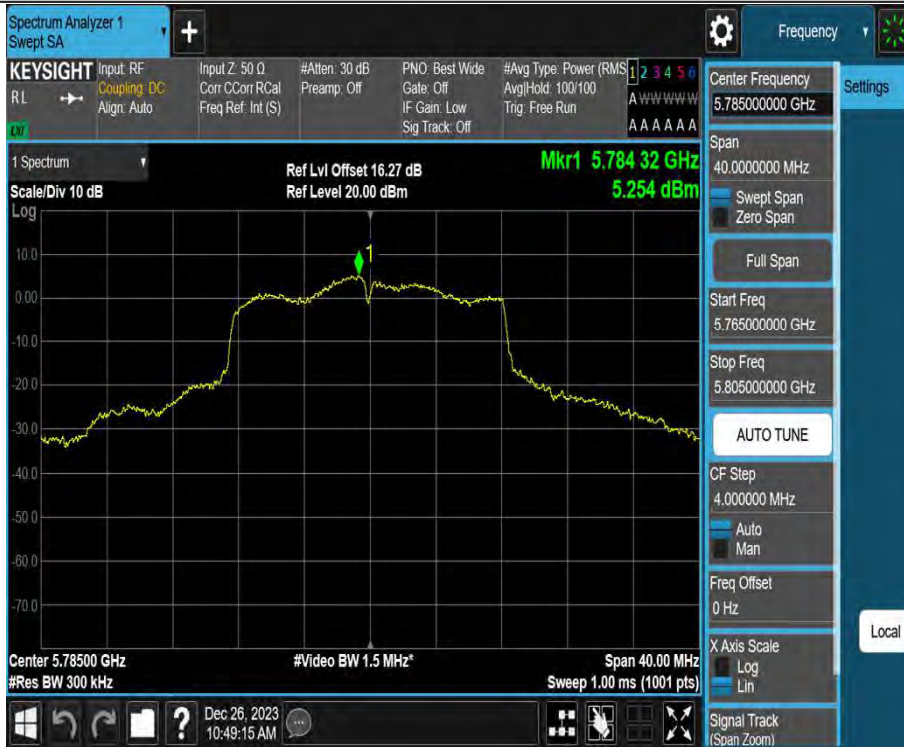 Spectrum Analyzer 1
Swept SA
+
Frequency
KEYSIGHT
RL
LXI
Input: RF
Coupling: DC
Align: Auto
Input Z: 50 Ω
Corr CCorr RCal
Freq Ref: Int (S)
#Atten: 30 dB
Preamp: Off
PNO: Best Wide
Gate: Off
IF Gain: Low
Sig Track: Off
#Avg Type: Power (RMS
Avg|Hold: 100/100
Trig: Free Run
1 2 3 4 5 6
A W W W W W
A A A A A A
Center Frequency
5.785000000 GHz
Settings
Span
40.0000000 MHz
Swept Span
Zero Span
Full Span
Start Freq
5.765000000 GHz
Stop Freq
5.805000000 GHz
AUTO TUNE
CF Step
4.000000 MHz
Auto
Man
Freq Offset
0 Hz
X Axis Scale
Log
Lin
Signal Track
(Span Zoom)
Local
1 Spectrum
Scale/Div 10 dB
Log
Ref Lvl Offset 16.27 dB
Ref Level 20.00 dBm
Mkr1 5.784 32 GHz
5.254 dBm
1
10.0
0.00
-10.0
-20.0
-30.0
-40.0
-50.0
-60.0
-70.0
Center 5.78500 GHz
#Res BW 300 kHz
#Video BW 1.5 MHz*
Span 40.00 MHz
Sweep 1.00 ms (1001 pts)
?
Dec 26, 2023
10:49:15 AM